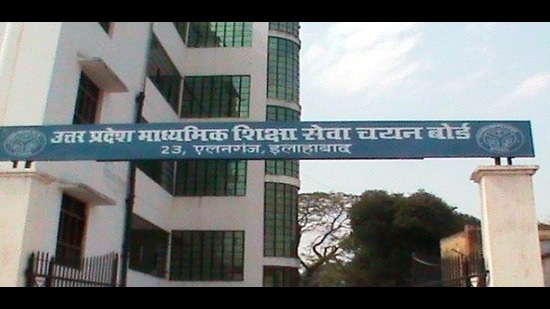 उत्तर प्रदेश माध्यमिक शिक्षा सेवा चयन बोर्ड
23, एलनगंज, इलाहाबाद